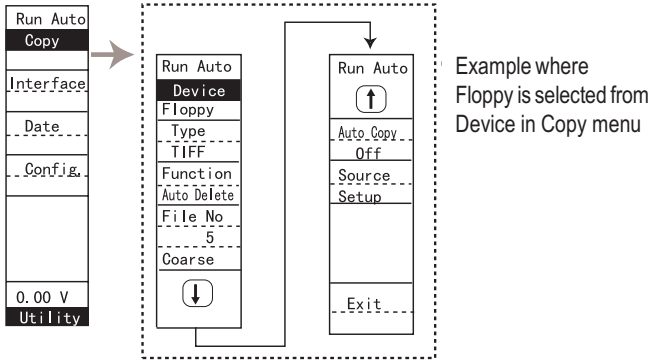 Run Auto
Copy
Interface
Date
Config.
0.00 V
Utility
Run Auto
Device
Floppy
Type
TIFF
Function
Auto Delete
File No
5
Coarse
Run Auto
Auto Copy
Off
Source
Setup
Exit
Example where
Floppy is selected from
Device in Copy menu